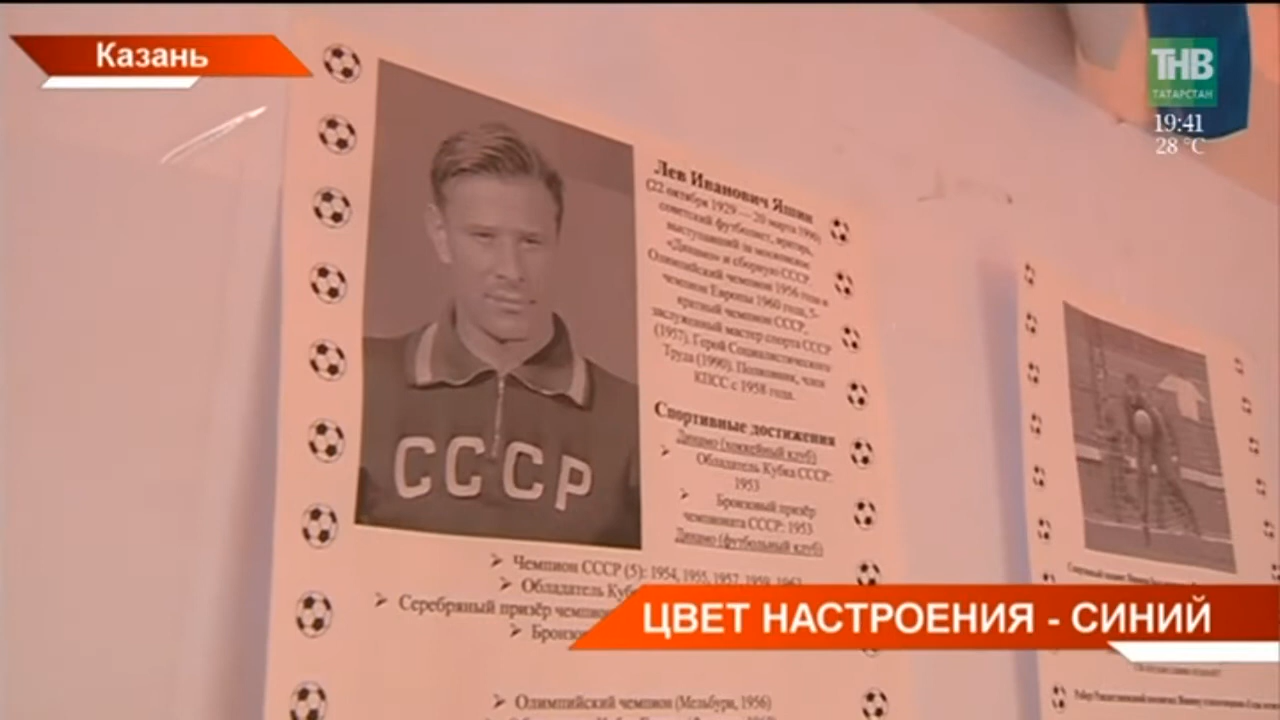 Казань
ТНВ
ТАТАРСТАН
19:41
28 °C
Лев Иванович Яшин
(22 октября 1929 — 20 марта 1990)
советский футболист, вратарь,
выступавший за московское
«Динамо» и сборную СССР.
Олимпийский чемпион 1956 года и
чемпион Европы 1960 года, 5-
кратный чемпион СССР,
заслуженный мастер спорта СССР
(1957). Герой Социалистического
Труда (1990). Полковник, член
КПСС с 1958 года.
Спортивные достижения
Динамо (хоккейный клуб)
Обладатель Кубка СССР:
1953
Бронзовый призёр
чемпионата СССР: 1953
Динамо (футбольный клуб)
СССР
Чемпион СССР (5): 1954, 1955, 1957, 1959, 1963
Обладатель
Серебряный призёр
ЦВЕТ НАСТРОЕНИЯ - СИНИЙ
Олимпийский чемпион (Мельбурн, 1956)